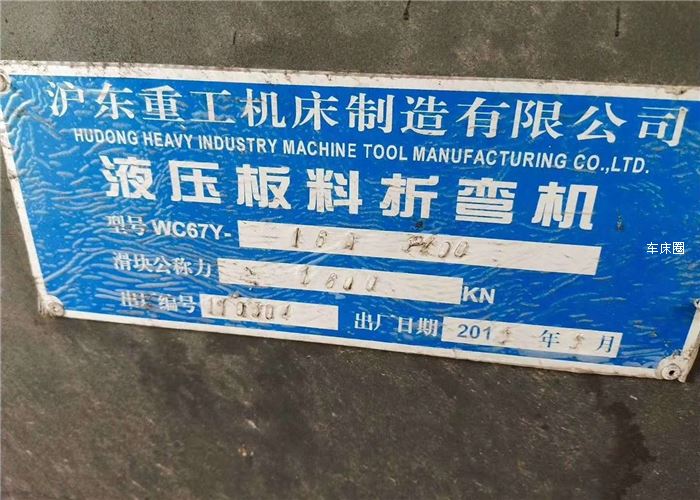 沪东重工机床制造有限公司
HUDONG HEAVY INDUSTRY MACHINE TOOL MANUFACTURING CO.,LTD.
液压板料折弯机
型号 WC67Y-
滑块公称力 1600 KN
出厂编号
出厂日期 201 年 月
车床圈